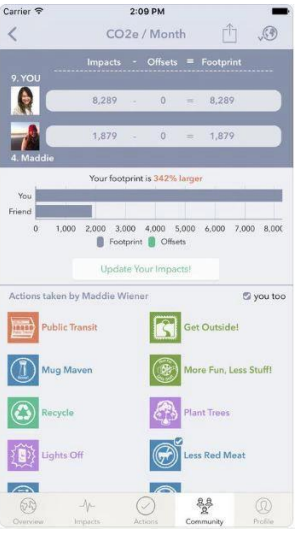 Carrier 2:09 PM
CO2e / Month
Impacts - Offsets = Footprint
9. YOU
8,289 - 0 = 8,289
1,879 - 0 = 1,879
4. Maddie
Your footprint is 342% larger
You
Friend
0 1,000 2,000 3,000 4,000 5,000 6,000 7,000 8,000
Footprint Offsets
Update Your Impacts!
Actions taken by Maddie Wiener you too
Public Transit Get Outside!
Mug Maven More Fun, Less Stuff!
Recycle Plant Trees
Lights Off Less Red Meat
Overview Impacts Actions Community Profile